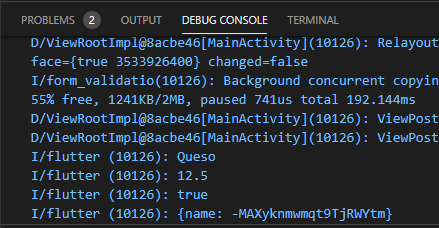 PROBLEMS 2 OUTPUT DEBUG CONSOLE TERMINAL
D/ViewRootImpl@8acbe46[MainActivity](10126): Relayou
face={true 3533926400} changed=false
I/form_validatio(10126): Background concurrent copyin
55% free, 1241KB/2MB, paused 741us total 192.144ms
D/ViewRootImpl@8acbe46[MainActivity](10126): ViewPost
D/ViewRootImpl@8acbe46[MainActivity](10126): ViewPost
I/flutter (10126): Queso
I/flutter (10126): 12.5
I/flutter (10126): true
I/flutter (10126): {name: -MAXyknmwmqt9TjRWYtm}